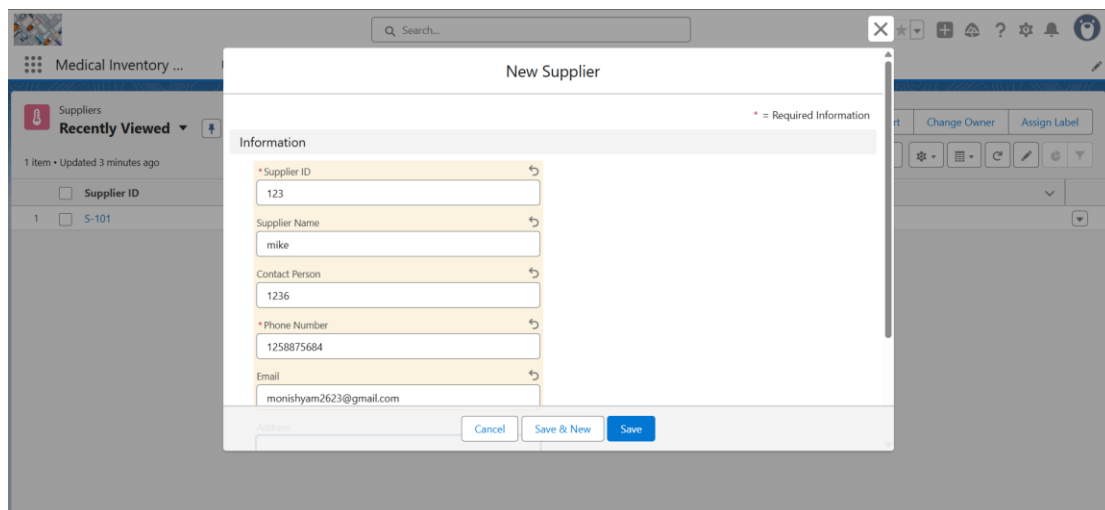 Search...
Medical Inventory ...
New Supplier
Suppliers
Recently Viewed
* = Required Information
Change Owner
Assign Label
Information
1 item • Updated 3 minutes ago
*Supplier ID
123
Supplier ID
1
S-101
Supplier Name
mike
Contact Person
1236
*Phone Number
1258875684
Email
monishyam2623@gmail.com
Address
Cancel
Save & New
Save